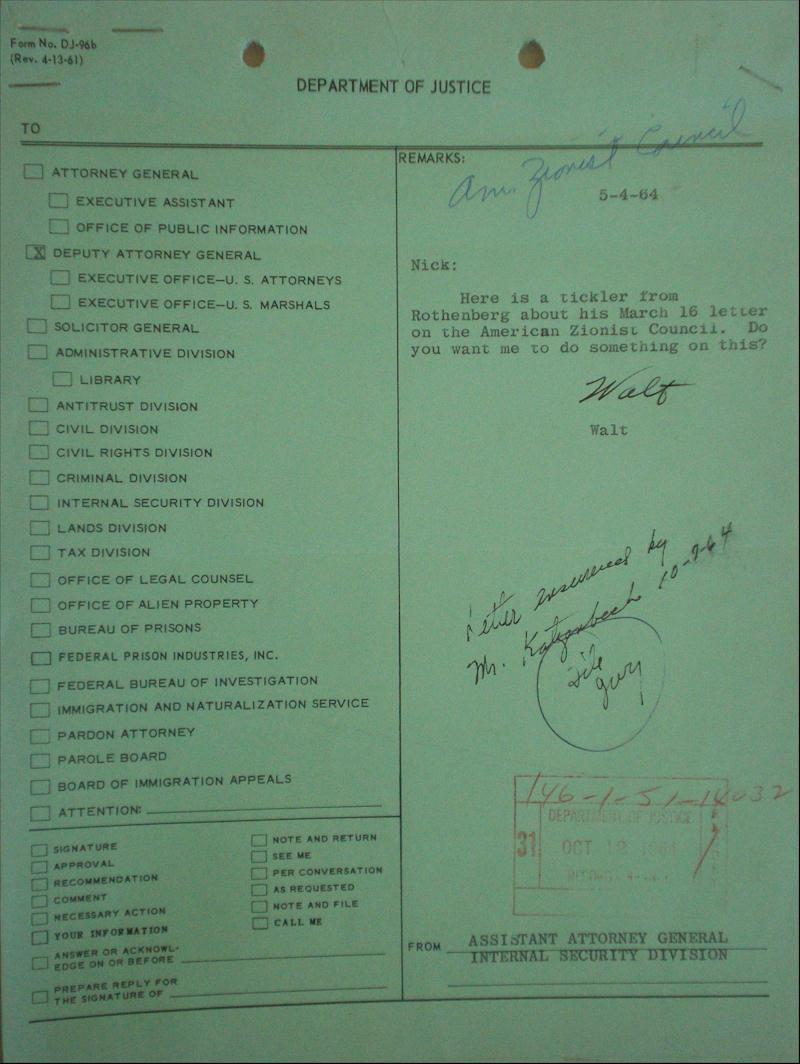 Form No. DJ-96b
(Rev. 4-13-61)
DEPARTMENT OF JUSTICE
TO
ATTORNEY GENERAL
EXECUTIVE ASSISTANT
OFFICE OF PUBLIC INFORMATION
X DEPUTY ATTORNEY GENERAL
EXECUTIVE OFFICE—U. S. ATTORNEYS
EXECUTIVE OFFICE—U. S. MARSHALS
SOLICITOR GENERAL
ADMINISTRATIVE DIVISION
LIBRARY
ANTITRUST DIVISION
CIVIL DIVISION
CIVIL RIGHTS DIVISION
CRIMINAL DIVISION
INTERNAL SECURITY DIVISION
LANDS DIVISION
TAX DIVISION
OFFICE OF LEGAL COUNSEL
OFFICE OF ALIEN PROPERTY
BUREAU OF PRISONS
FEDERAL PRISON INDUSTRIES, INC.
FEDERAL BUREAU OF INVESTIGATION
IMMIGRATION AND NATURALIZATION SERVICE
PARDON ATTORNEY
PAROLE BOARD
BOARD OF IMMIGRATION APPEALS
ATTENTION:
SIGNATURE
APPROVAL
RECOMMENDATION
COMMENT
NECESSARY ACTION
YOUR INFORMATION
ANSWER OR ACKNOWL-
EDGE ON OR BEFORE
PREPARE REPLY FOR
THE SIGNATURE OF
NOTE AND RETURN
SEE ME
PER CONVERSATION
AS REQUESTED
NOTE AND FILE
CALL ME
REMARKS:
Am. Zionist Council
5-4-64
Nick:
Here is a tickler from
Rothenberg about his March 16 letter
on the American Zionist Council. Do
you want me to do something on this?
Walt
Walt
Letter answered by
Mr. Katzenbach 10-9-64
File
146-1-51-14032
DEPARTMENT OF JUSTICE
31 OCT 12 1964
FROM
ASSISTANT ATTORNEY GENERAL
INTERNAL SECURITY DIVISION